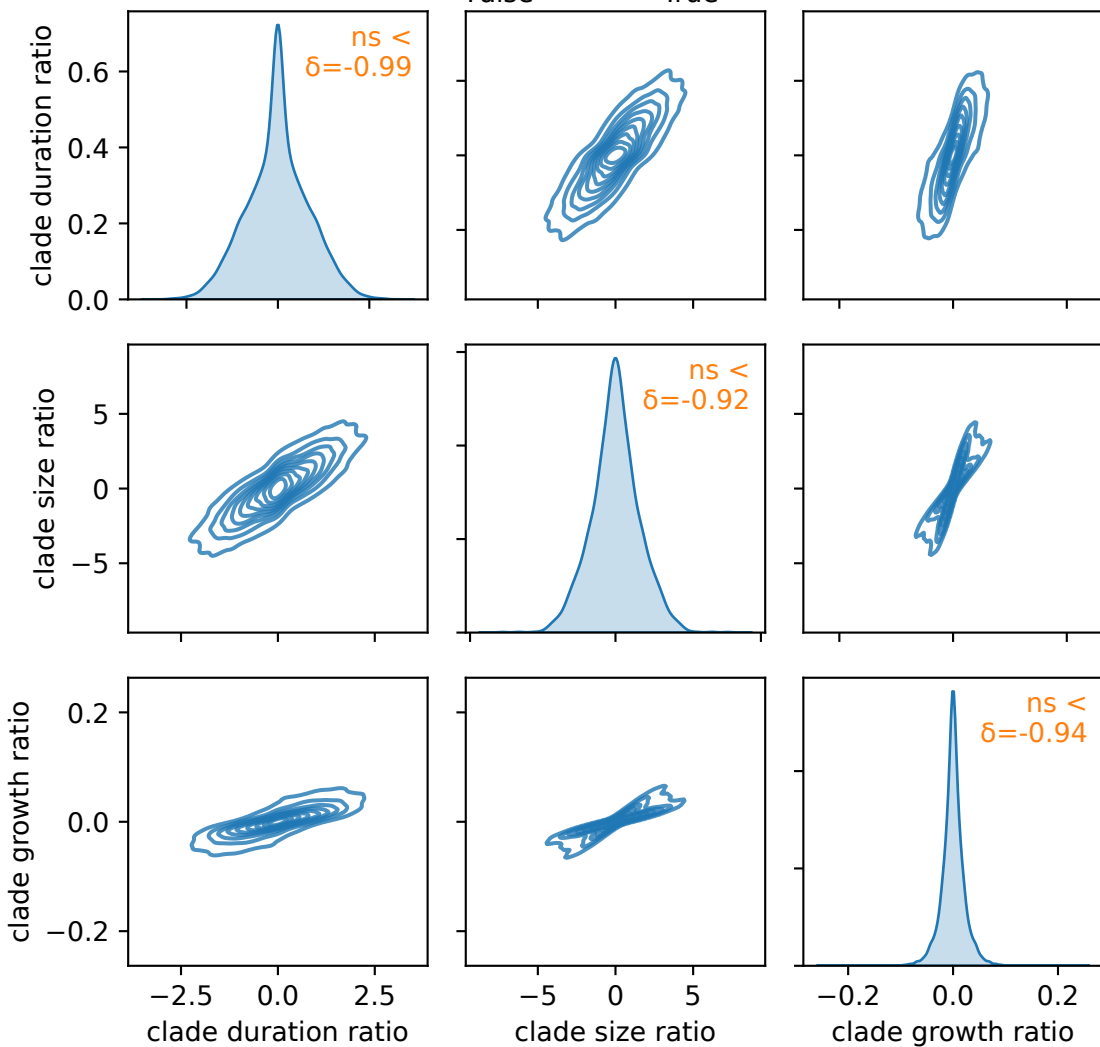 clade duration ratio
0.6
0.4
0.2
0.0
ns <
δ=-0.99
clade size ratio
5
0
−5
ns <
δ=-0.92
clade growth ratio
0.2
0.0
−0.2
ns <
δ=-0.94
−2.5 0.0 2.5
−5 0 5
−0.2 0.0 0.2
clade duration ratio
clade size ratio
clade growth ratio